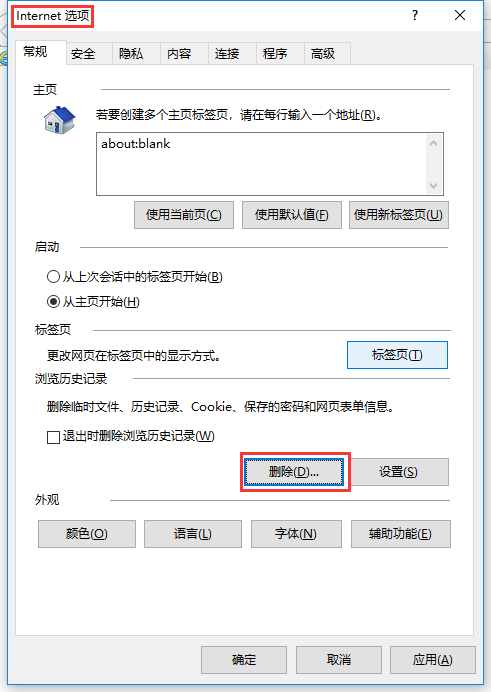 Internet 选项 ? ×
常规 安全 隐私 内容 连接 程序 高级
主页
若要创建多个主页标签页，请在每行输入一个地址(R)。
about:blank
使用当前页(C) 使用默认值(F) 使用新标签页(U)
启动
从上次会话中的标签页开始(B)
从主页开始(H)
标签页
更改网页在标签页中的显示方式。 标签页(T)
浏览历史记录
删除临时文件、历史记录、Cookie、保存的密码和网页表单信息。
退出时删除浏览历史记录(W)
删除(D)... 设置(S)
外观
颜色(O) 语言(L) 字体(N) 辅助功能(E)
确定 取消 应用(A)